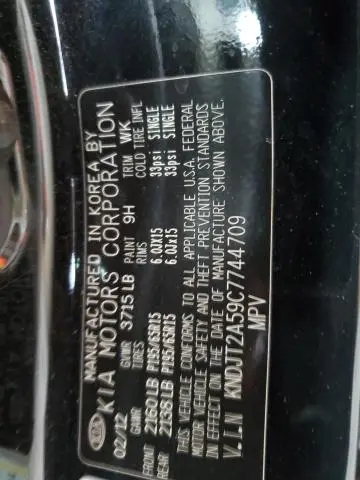 MANUFACTURED IN KOREA BY
KIA MOTORS CORPORATION
GVWR PAINT TRIM
02/12 3715LB 9H WK
GAWR TIRES RIMS COLD TIRE INFL
FRONT 2160LB P195/65R15 6.0JX15 33psi SINGLE
REAR 2138LB P195/65R15 6.0JX15 33psi SINGLE
THIS VEHICLE CONFORMS TO ALL APPLICABLE U.S.A. FEDERAL
MOTOR VEHICLE SAFETY AND THEFT PREVENTION STANDARDS
IN EFFECT ON THE DATE OF MANUFACTURE SHOWN ABOVE.
V.I.N KNDJT2A59C7744709
MPV